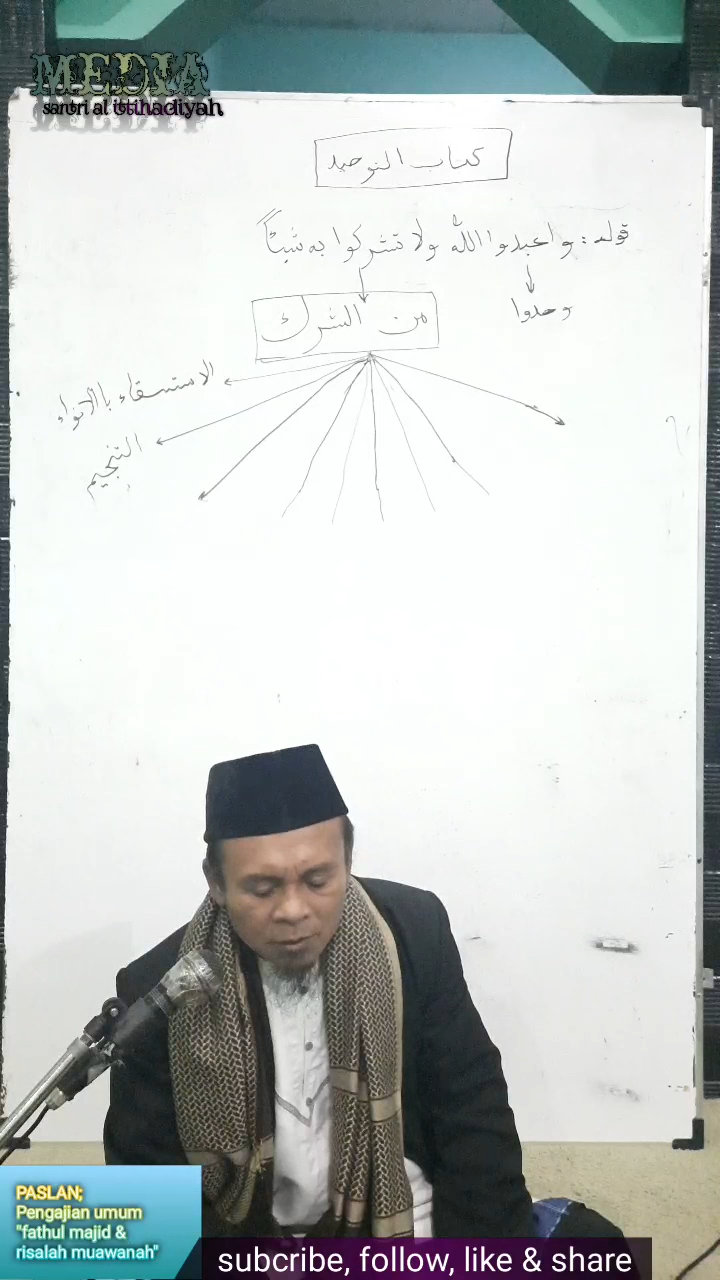 MEDIA
santri al ittihadiyah
كتاب التوحيد
قوله: واعبدوا الله ولا تشركوا به شيئاً
وحدوا
من الشرك
الاستسقاء باالانواء
التنجيم
PASLAN;
Pengajian umum
"fathul majid &
risalah muawanah"
subcribe, follow, like & share